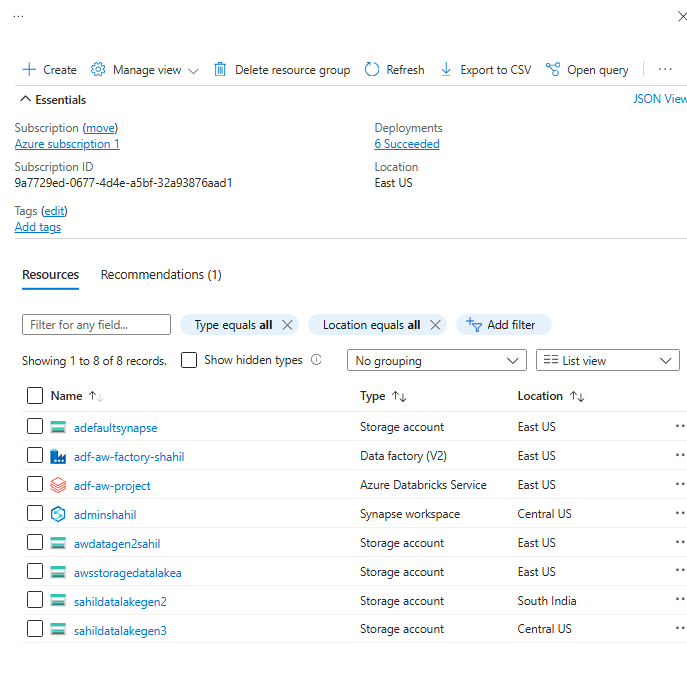 ...
Create Manage view Delete resource group Refresh Export to CSV Open query ...
Essentials JSON View
Subscription (move) Deployments
Azure subscription 1 6 Succeeded
Subscription ID Location
9a7729ed-0677-4d4e-a5bf-32a93876aad1 East US
Tags (edit)
Add tags
Resources Recommendations (1)
Filter for any field... Type equals all Location equals all Add filter
Showing 1 to 8 of 8 records. Show hidden types No grouping List view
Name Type Location
adefaultsynapse Storage account East US
adf-aw-factory-shahil Data factory (V2) East US
adf-aw-project Azure Databricks Service East US
adminshahil Synapse workspace Central US
awdatagen2sahil Storage account East US
awsstoragedatalakea Storage account East US
sahildatalakegen2 Storage account South India
sahildatalakegen3 Storage account Central US